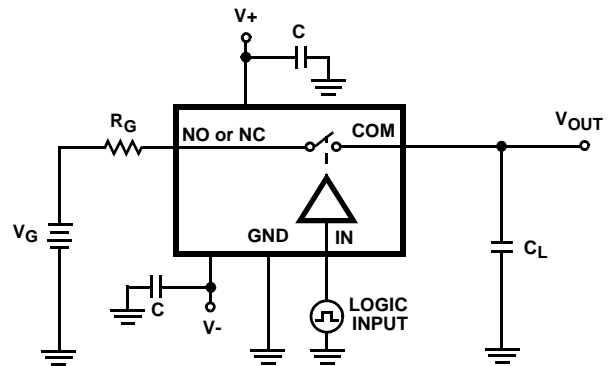 V+
C
RG
NO or NC
COM
VOUT
VG
GND
IN
CL
C
V-
LOGIC
INPUT